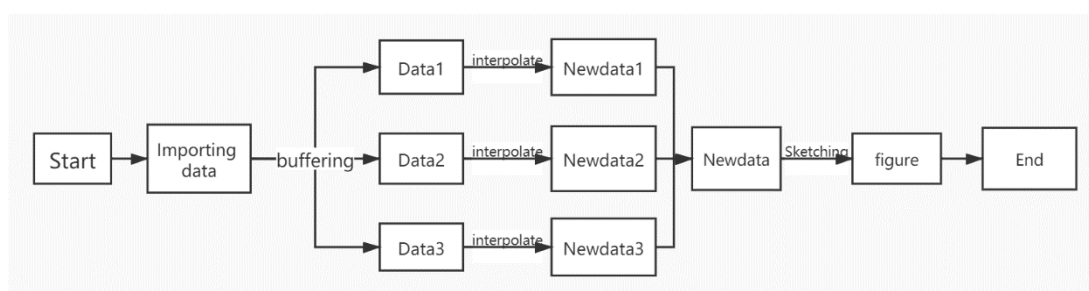 Start
Importing
data
buffering
Data1
interpolate
Newdata1
Data2
interpolate
Newdata2
Data3
interpolate
Newdata3
Newdata
Sketching
figure
End